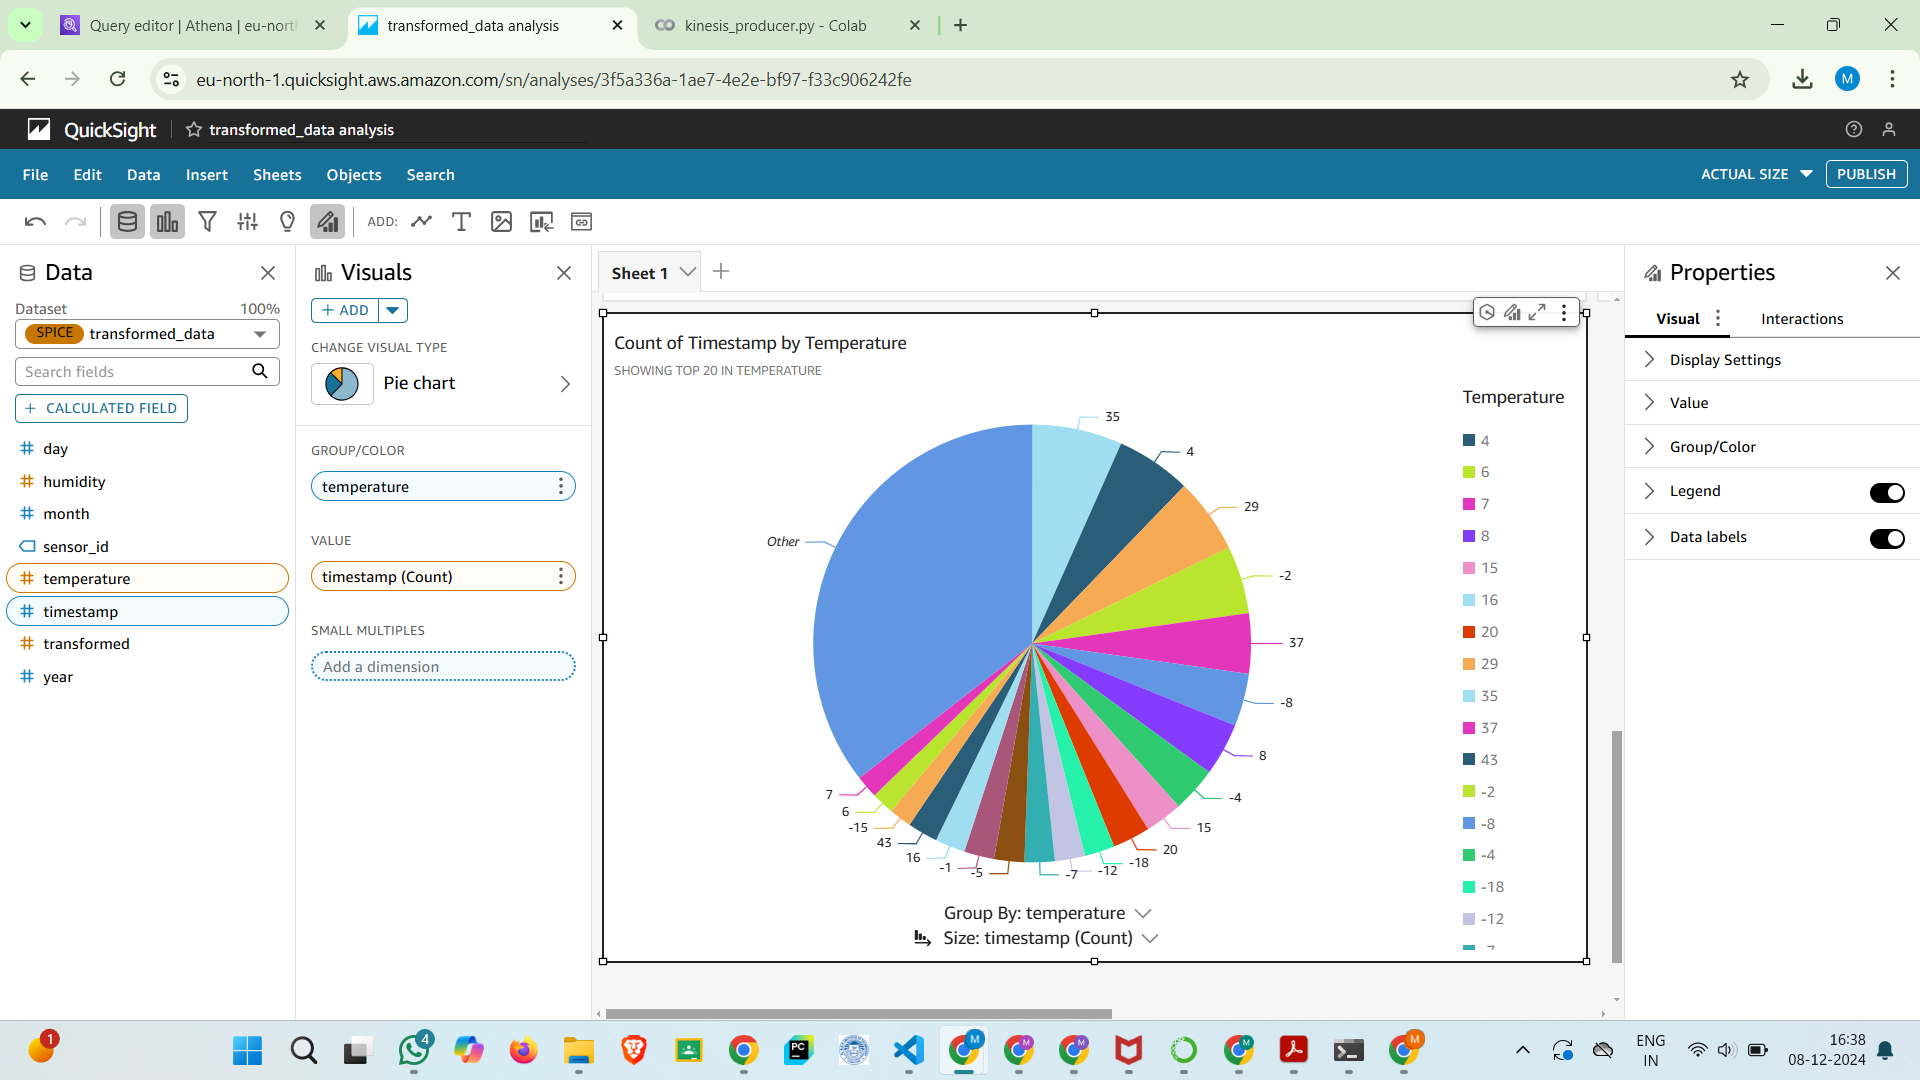 Query editor | Athena | eu-north
transformed_data analysis
kinesis_producer.py - Colab
eu-north-1.quicksight.aws.amazon.com/sn/analyses/3f5a336a-1ae7-4e2e-bf97-f33c906242fe
M
QuickSight
transformed_data analysis
File
Edit
Data
Insert
Sheets
Objects
Search
ACTUAL SIZE
PUBLISH
ADD:
Data
Dataset
100%
SPICE transformed_data
Search fields
+ CALCULATED FIELD
# day
# humidity
# month
sensor_id
# temperature
# timestamp
# transformed
# year
Visuals
+ ADD
CHANGE VISUAL TYPE
Pie chart
GROUP/COLOR
temperature
VALUE
timestamp (Count)
SMALL MULTIPLES
Add a dimension
Sheet 1
Count of Timestamp by Temperature
SHOWING TOP 20 IN TEMPERATURE
35
4
29
-2
37
-8
8
-4
15
20
-18
-12
-7
-5
-1
16
43
-15
6
7
Other
Group By: temperature
Size: timestamp (Count)
Temperature
4
6
7
8
15
16
20
29
35
37
43
-2
-8
-4
-18
-12
Properties
Visual
Interactions
Display Settings
Value
Group/Color
Legend
Data labels
1
4
PC
M
M
M
M
M
ENG
IN
16:38
08-12-2024